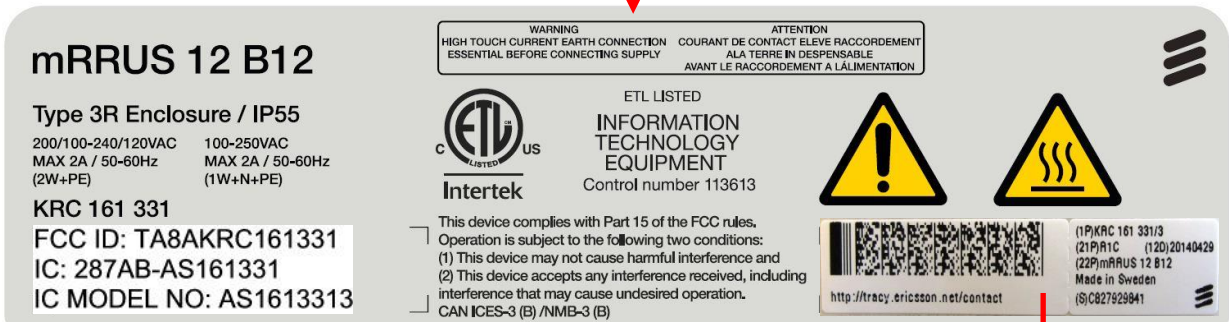 mRRUS 12 B12
Type 3R Enclosure / IP55
200/100-240/120VAC
MAX 2A / 50-60Hz
(2W+PE)
100-250VAC
MAX 2A / 50-60Hz
(1W+N+PE)
KRC 161 331
FCC ID: TA8AKRC161331
IC: 287AB-AS161331
IC MODEL NO: AS1613313
WARNING
HIGH TOUCH CURRENT EARTH CONNECTION
ESSENTIAL BEFORE CONNECTING SUPPLY
ATTENTION
COURANT DE CONTACT ELEVE RACCORDEMENT
ALA TERRE IN DESPENSABLE
AVANT LE RACCORDEMENT A LÁLIMENTATION
C ETL CM US
LISTED
Intertek
ETL LISTED
INFORMATION
TECHNOLOGY
EQUIPMENT
Control number 113613
This device complies with Part 15 of the FCC rules.
Operation is subject to the following two conditions:
(1) This device may not cause harmful interference and
(2) This device accepts any interference received, including
interference that may cause undesired operation.
CAN ICES-3 (B) /NMB-3 (B)
http://tracy.ericsson.net/contact
(1P)KRC 161 331/3
(21P)R1C (12D)20140429
(22P)mRRUS 12 B12
Made in Sweden
(S)C827929841